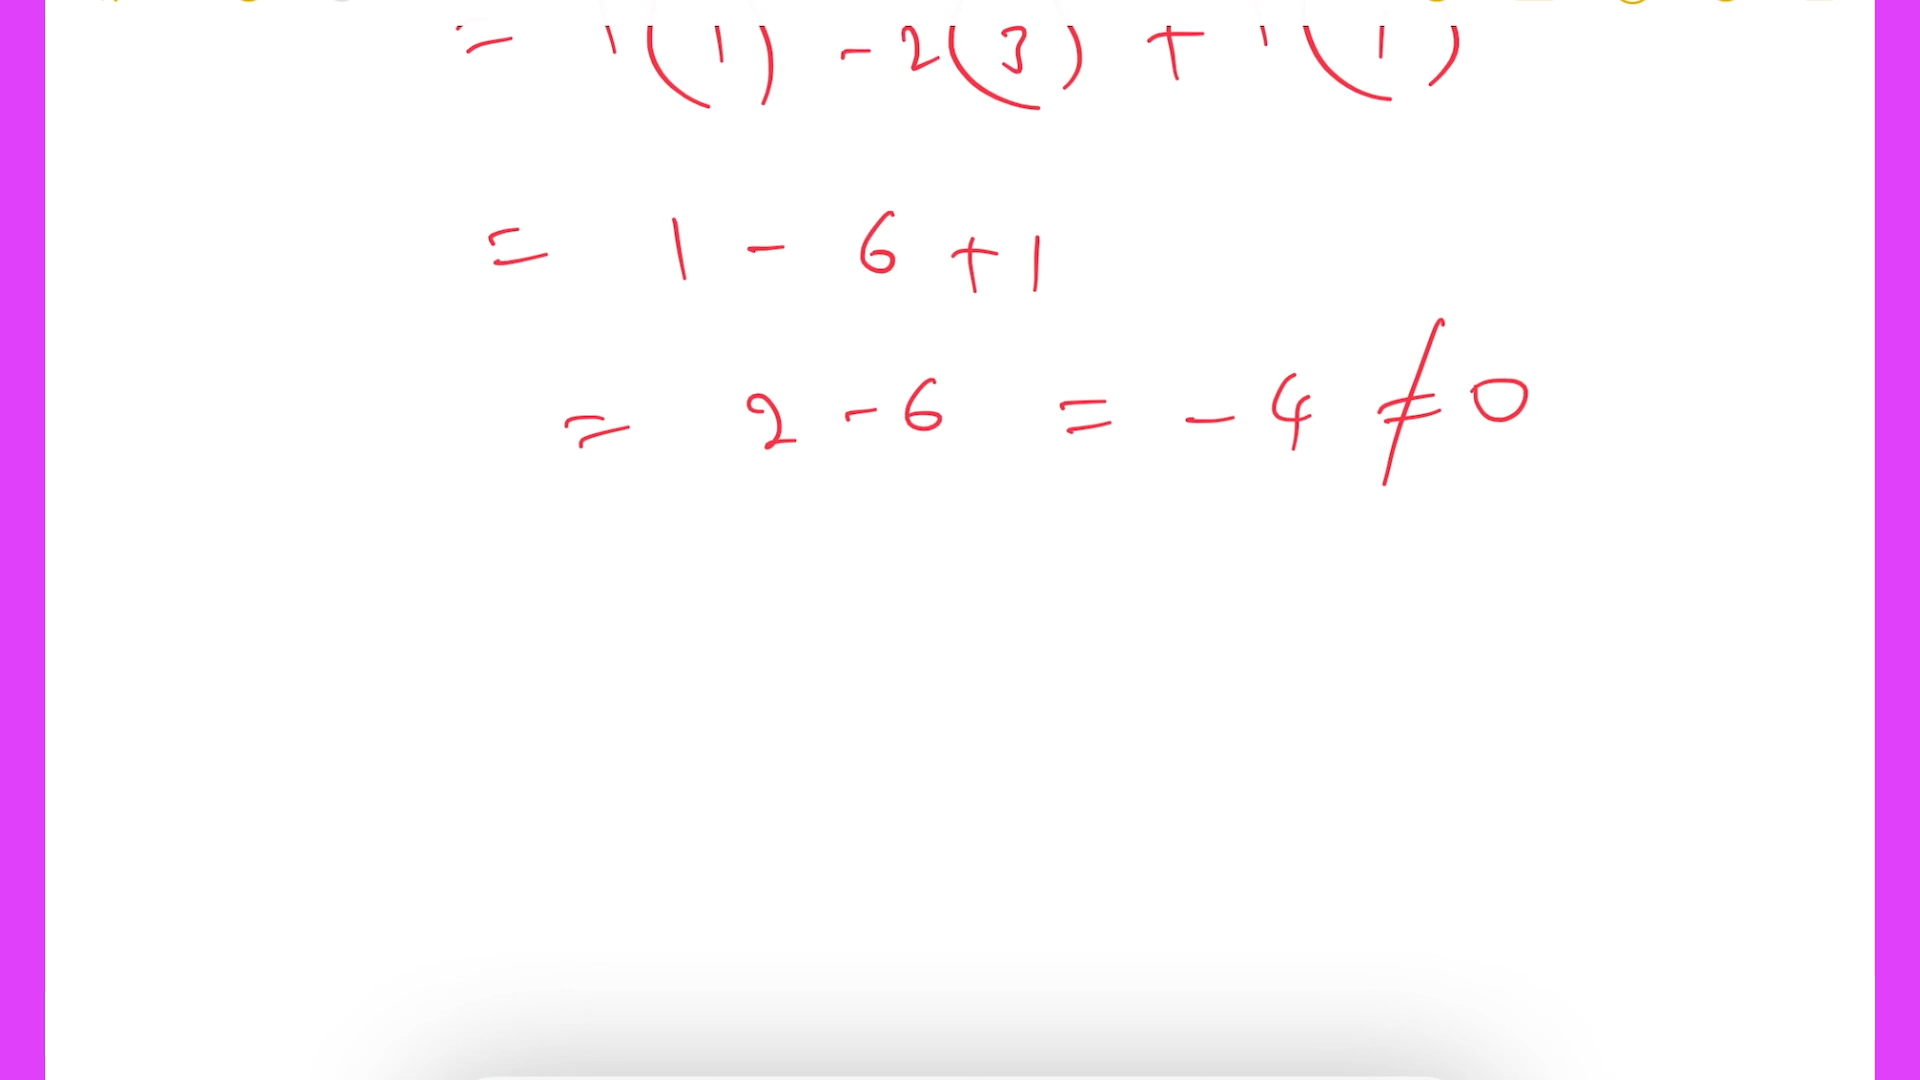 = 1(1) - 2(3) + 1(1)
= 1 - 6 + 1
= 2 - 6 = - 4 ≠ 0